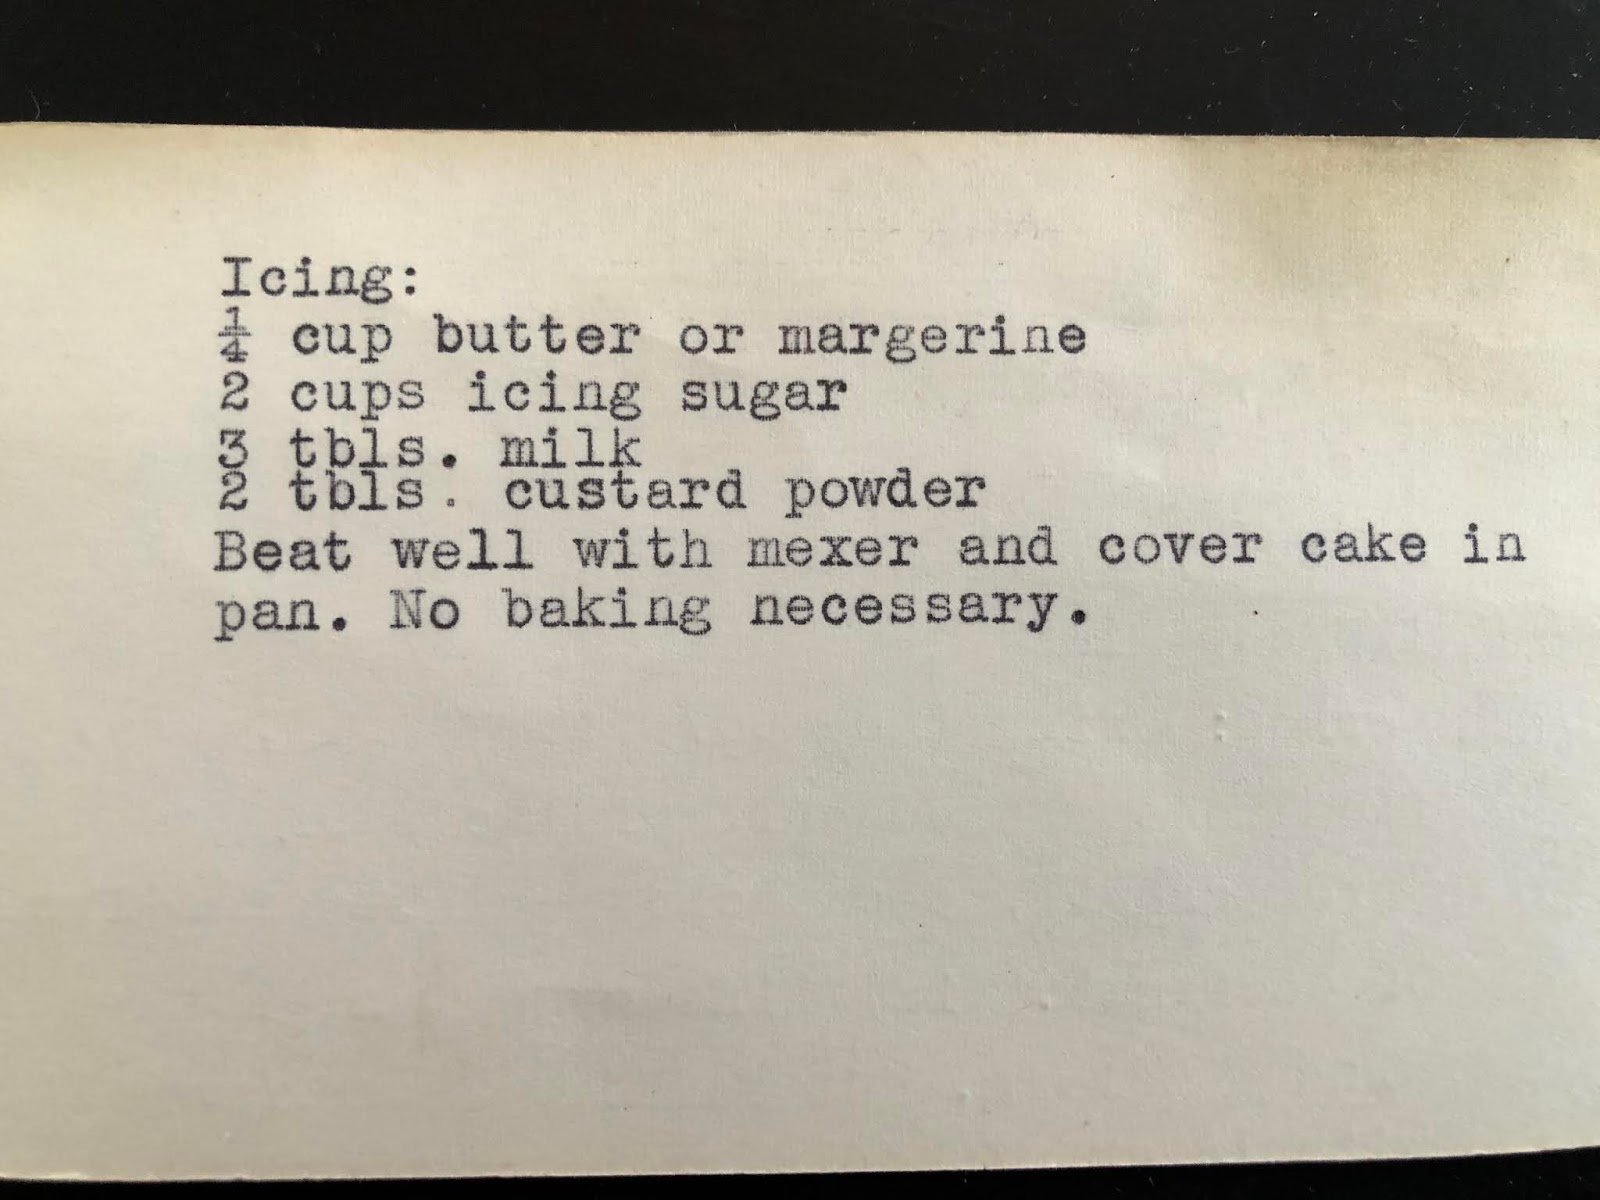 Icing:
¼ cup butter or margerine
2 cups icing sugar
3 tbls. milk
2 tbls. custard powder
Beat well with mexer and cover cake in
pan. No baking necessary.